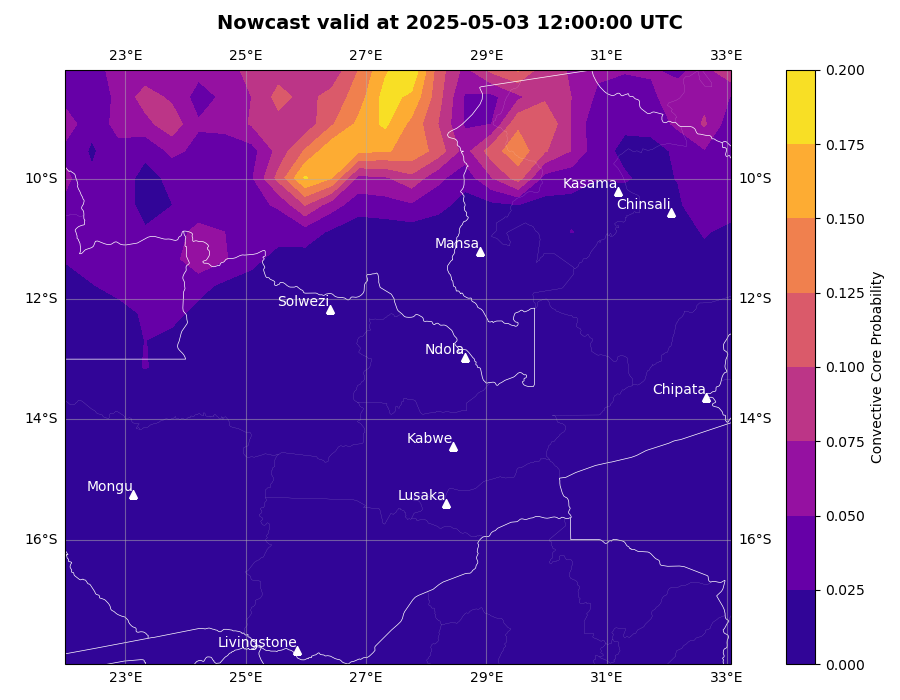 Nowcast valid at 2025-05-03 12:00:00 UTC
23°E 25°E 27°E 29°E 31°E 33°E
0.200
0.175
10°S 10°S
Kasama
Chinsali
0.150
Mansa
12°S 12°S
Solwezi
0.125
Ndola
0.100
Chipata
Convective Core Probability
14°S 14°S
Kabwe
0.075
Mongu
Lusaka
0.050
16°S 16°S
0.025
Livingstone
0.000
23°E 25°E 27°E 29°E 31°E 33°E